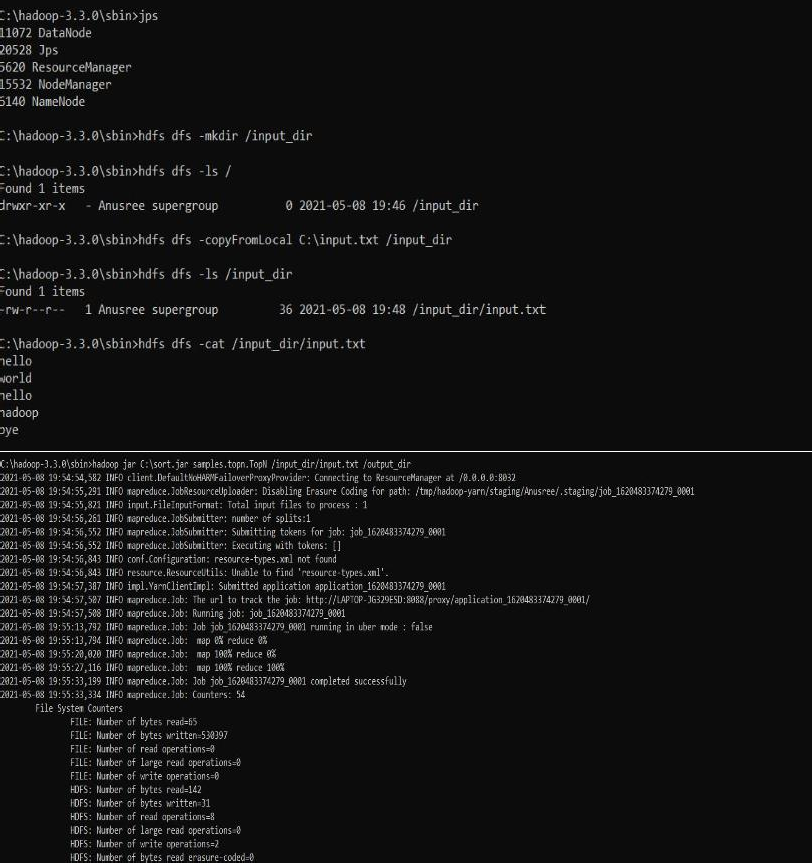 C:\hadoop-3.3.0\sbin>jps
11072 DataNode
20528 Jps
5620 ResourceManager
15532 NodeManager
6140 NameNode
C:\hadoop-3.3.0\sbin>hdfs dfs -mkdir /input_dir
C:\hadoop-3.3.0\sbin>hdfs dfs -ls /
Found 1 items
drwxr-xr-x   - Anusree supergroup          0 2021-05-08 19:46 /input_dir
C:\hadoop-3.3.0\sbin>hdfs dfs -copyFromLocal C:\input.txt /input_dir
C:\hadoop-3.3.0\sbin>hdfs dfs -ls /input_dir
Found 1 items
-rw-r--r--   1 Anusree supergroup         36 2021-05-08 19:48 /input_dir/input.txt
C:\hadoop-3.3.0\sbin>hdfs dfs -cat /input_dir/input.txt
hello
world
hello
hadoop
bye
C:\hadoop-3.3.0\sbin>hadoop jar C:\sort.jar samples.topn.TopN /input_dir/input.txt /output_dir
2021-05-08 19:54:54,582 INFO client.DefaultNoHARMFailoverProxyProvider: Connecting to ResourceManager at /0.0.0.0:8032
2021-05-08 19:54:55,291 INFO mapreduce.JobResourceUploader: Disabling Erasure Coding for path: /tmp/hadoop-yarn/staging/Anusree/.staging/job_1620483374279_0001
2021-05-08 19:54:55,821 INFO input.FileInputFormat: Total input files to process : 1
2021-05-08 19:54:56,261 INFO mapreduce.JobSubmitter: number of splits:1
2021-05-08 19:54:56,552 INFO mapreduce.JobSubmitter: Submitting tokens for job: job_1620483374279_0001
2021-05-08 19:54:56,552 INFO mapreduce.JobSubmitter: Executing with tokens: []
2021-05-08 19:54:56,843 INFO conf.Configuration: resource-types.xml not found
2021-05-08 19:54:56,843 INFO resource.ResourceUtils: Unable to find 'resource-types.xml'.
2021-05-08 19:54:57,387 INFO impl.YarnClientImpl: Submitted application application_1620483374279_0001
2021-05-08 19:54:57,507 INFO mapreduce.Job: The url to track the job: http://LAPTOP-JG329ESD:8088/proxy/application_1620483374279_0001/
2021-05-08 19:54:57,508 INFO mapreduce.Job: Running job: job_1620483374279_0001
2021-05-08 19:55:13,792 INFO mapreduce.Job: Job job_1620483374279_0001 running in uber mode : false
2021-05-08 19:55:13,794 INFO mapreduce.Job:  map 0% reduce 0%
2021-05-08 19:55:20,020 INFO mapreduce.Job:  map 100% reduce 0%
2021-05-08 19:55:27,116 INFO mapreduce.Job:  map 100% reduce 100%
2021-05-08 19:55:33,199 INFO mapreduce.Job: Job job_1620483374279_0001 completed successfully
2021-05-08 19:55:33,334 INFO mapreduce.Job: Counters: 54
File System Counters
FILE: Number of bytes read=65
FILE: Number of bytes written=530397
FILE: Number of read operations=0
FILE: Number of large read operations=0
FILE: Number of write operations=0
HDFS: Number of bytes read=142
HDFS: Number of bytes written=31
HDFS: Number of read operations=8
HDFS: Number of large read operations=0
HDFS: Number of write operations=2
HDFS: Number of bytes read erasure-coded=0